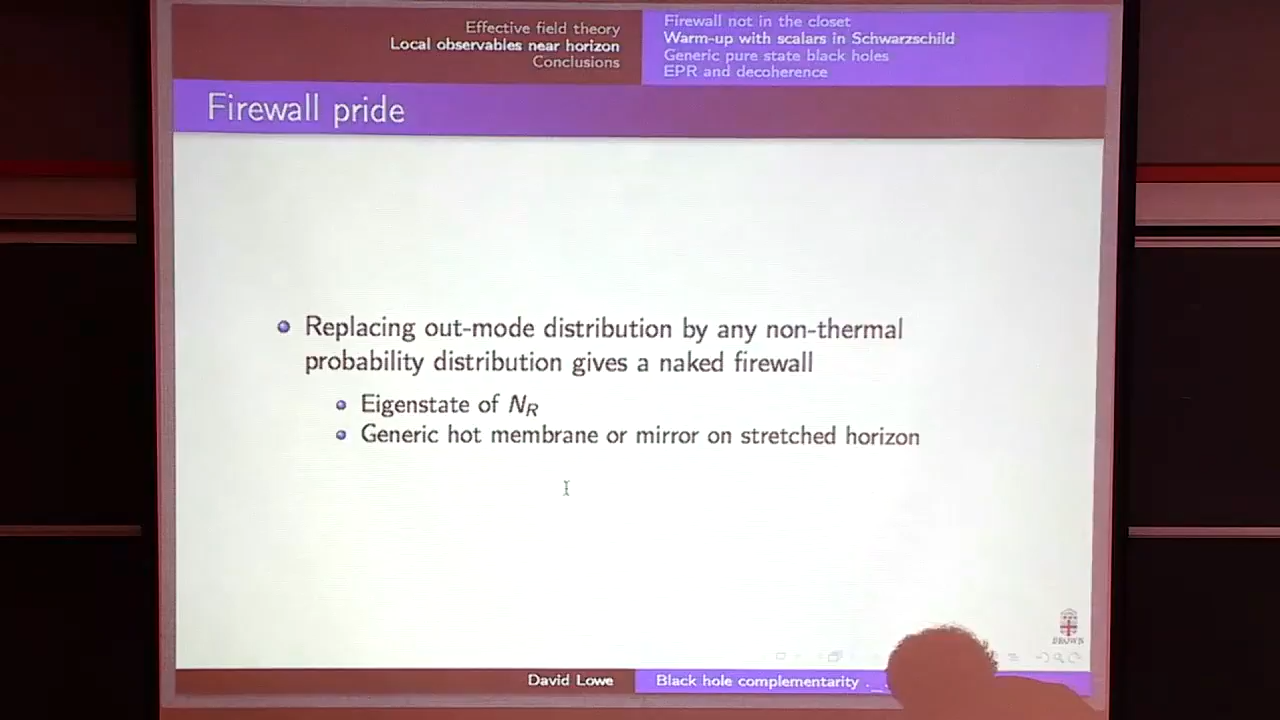 Effective field theory
Local observables near horizon
Conclusions
Firewall not in the closet
Warm-up with scalars in Schwarzschild
Generic pure state black holes
EPR and decoherence
Firewall pride
Replacing out-mode distribution by any non-thermal
probability distribution gives a naked firewall
Eigenstate of N_R
Generic hot membrane or mirror on stretched horizon
BROWN
David Lowe
Black hole complementarity ...